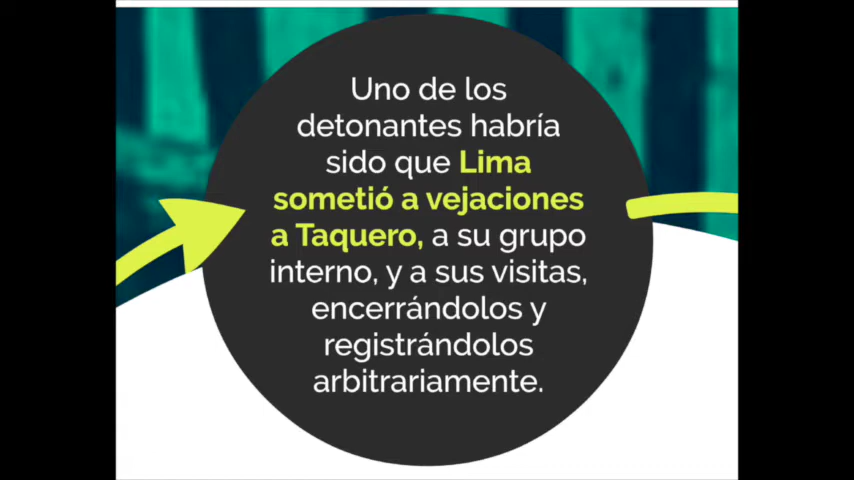 Uno de los
detonantes habría
sido que Lima
sometió a vejaciones
a Taquero, a su grupo
interno, y a sus visitas,
encerrándolos y
registrándolos
arbitrariamente.